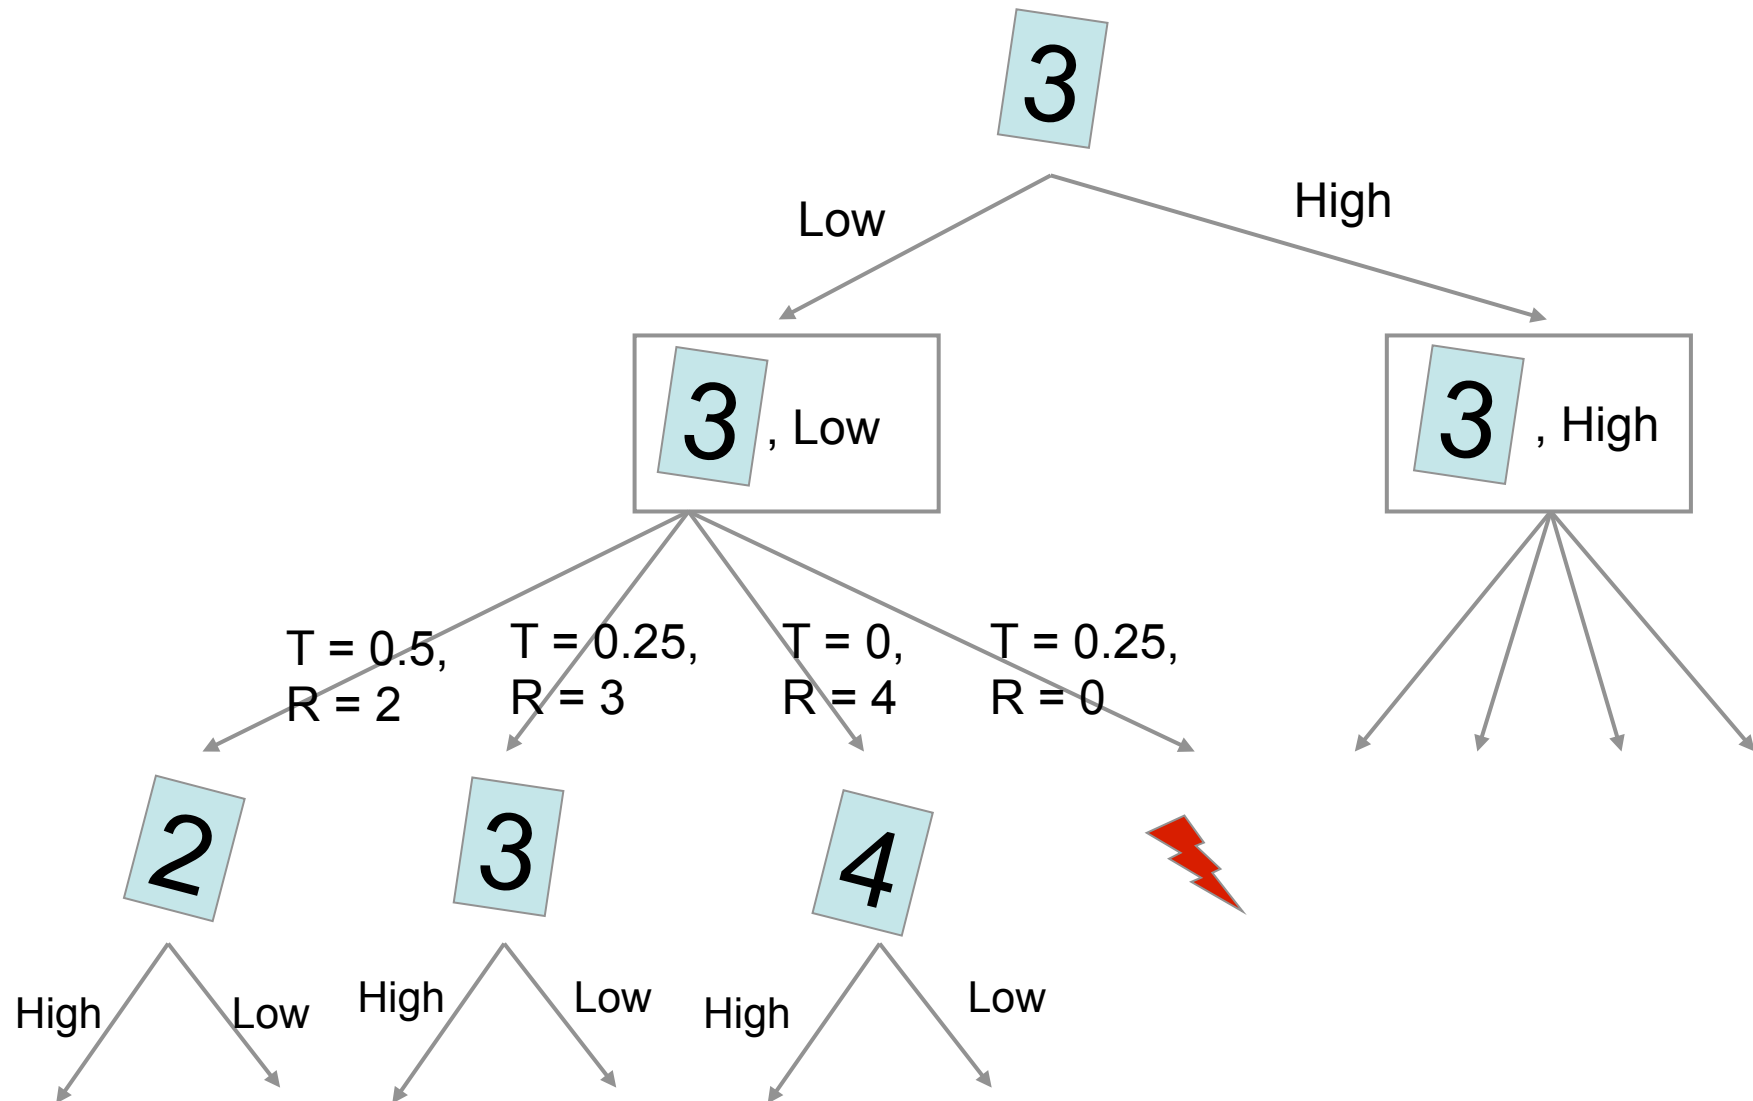 3
Low
High
3 , Low
3 , High
T = 0.5,
R = 2
T = 0.25,
R = 3
T = 0,
R = 4
T = 0.25,
R = 0
2
3
4
High
Low
High
Low
High
Low